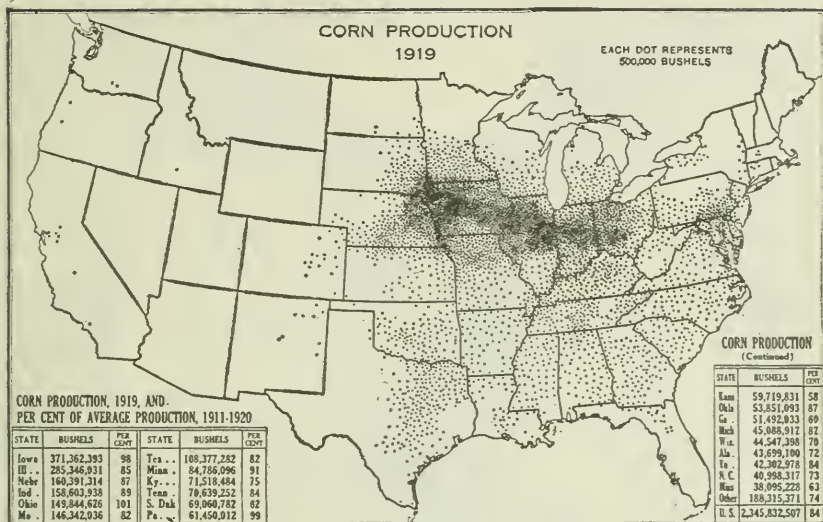 CORN PRODUCTION
1919
EACH DOT REPRESENTS
500,000 BUSHELS
CORN PRODUCTION, 1919, AND
PER CENT OF AVERAGE PRODUCTION, 1911-1920
STATE BUSHELS PER CENT STATE BUSHELS PER CENT
Iowa 371,362,393 98 Tex. 108,377,282 82
Ill. 285,346,031 85 Minn. 84,786,096 91
Nebr 160,391,314 87 Ky. 71,518,484 75
Ind. 158,603,938 89 Tenn. 70,639,252 84
Ohio 149,844,626 101 S. Dak 69,060,782 82
Mo. 146,342,036 82 Pa. 61,450,012 99
CORN PRODUCTION
(Continued)
STATE BUSHELS PER CENT
Kans 59,719,831 58
Okla 53,851,093 87
Ga. 51,492,033 60
Mich 45,088,912 82
Wis. 44,547,398 70
Ala. 43,699,100 72
Va. 42,302,978 84
N. C. 40,998,317 73
Miss 38,095,228 63
Other 188,315,371 74
U. S. 2,345,832,507 84